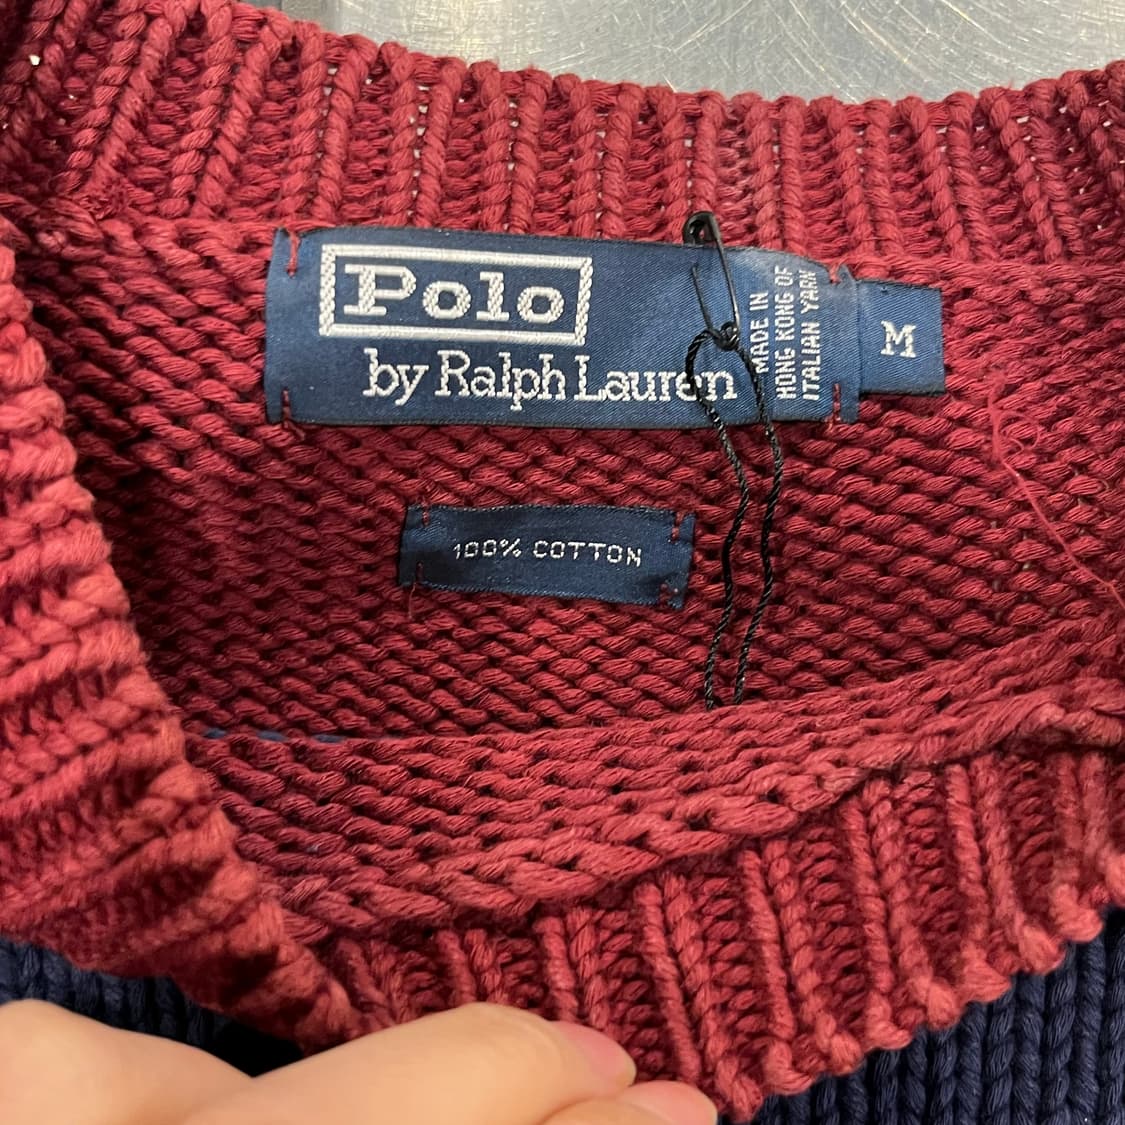 Polo
by Ralph Lauren
MADE IN
HONG KONG OF
ITALIAN YARN
M
100% COTTON